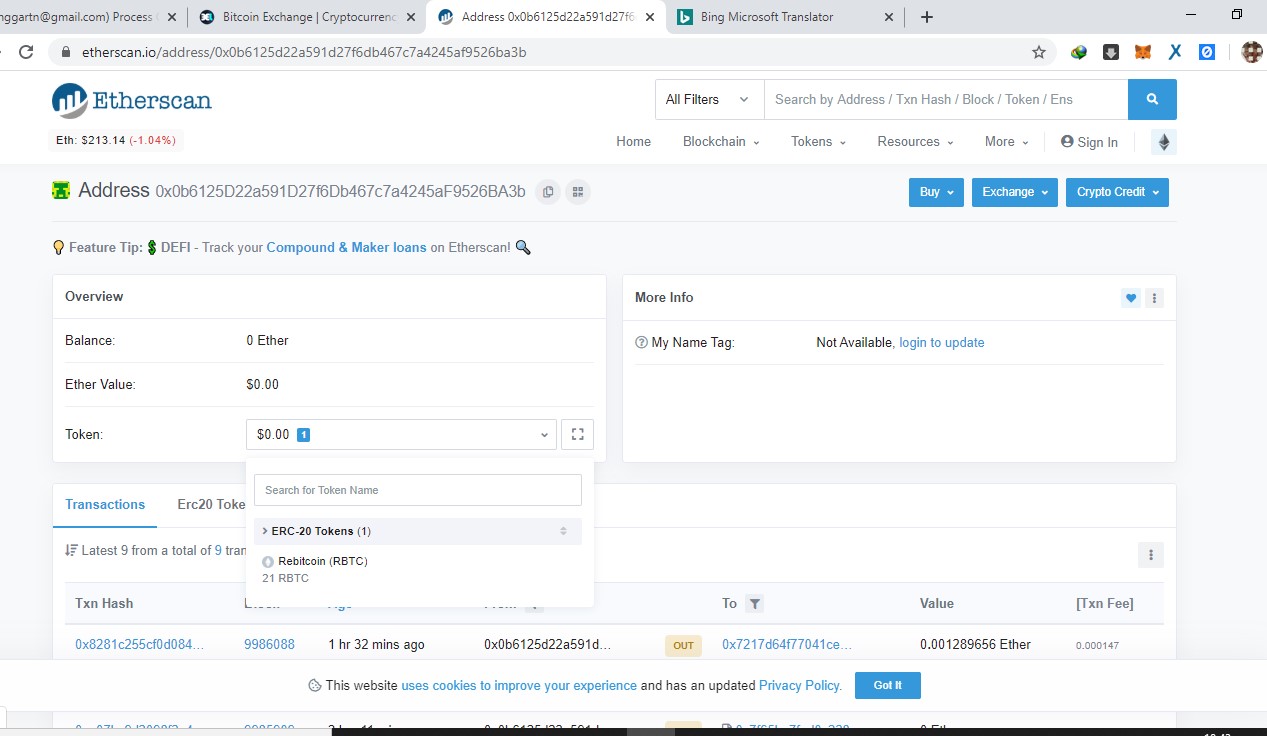 nggartn@gmail.com) Process
Bitcoin Exchange | Cryptocurrenc
Address 0x0b6125d22a591d27f6
Bing Microsoft Translator
etherscan.io/address/0x0b6125d22a591d27f6db467c7a4245af9526ba3b
Etherscan
All Filters
Search by Address / Txn Hash / Block / Token / Ens
Eth: $213.14 (-1.04%)
Home Blockchain Tokens Resources More Sign In
Address 0x0b6125D22a591D27f6Db467c7a4245aF9526BA3b
Buy Exchange Crypto Credit
Feature Tip: DEFI - Track your Compound & Maker loans on Etherscan!
Overview
Balance: 0 Ether
Ether Value: $0.00
Token: $0.00 1
More Info
My Name Tag: Not Available, login to update
Search for Token Name
ERC-20 Tokens (1)
Rebitcoin (RBTC)
21 RBTC
Transactions Erc20 Toke
Latest 9 from a total of 9 tran
Txn Hash To Value [Txn Fee]
0x8281c255cf0d084... 9986088 1 hr 32 mins ago 0x0b6125d22a591d... OUT 0x7217d64f77041ce... 0.001289656 Ether 0.000147
This website uses cookies to improve your experience and has an updated Privacy Policy. Got It